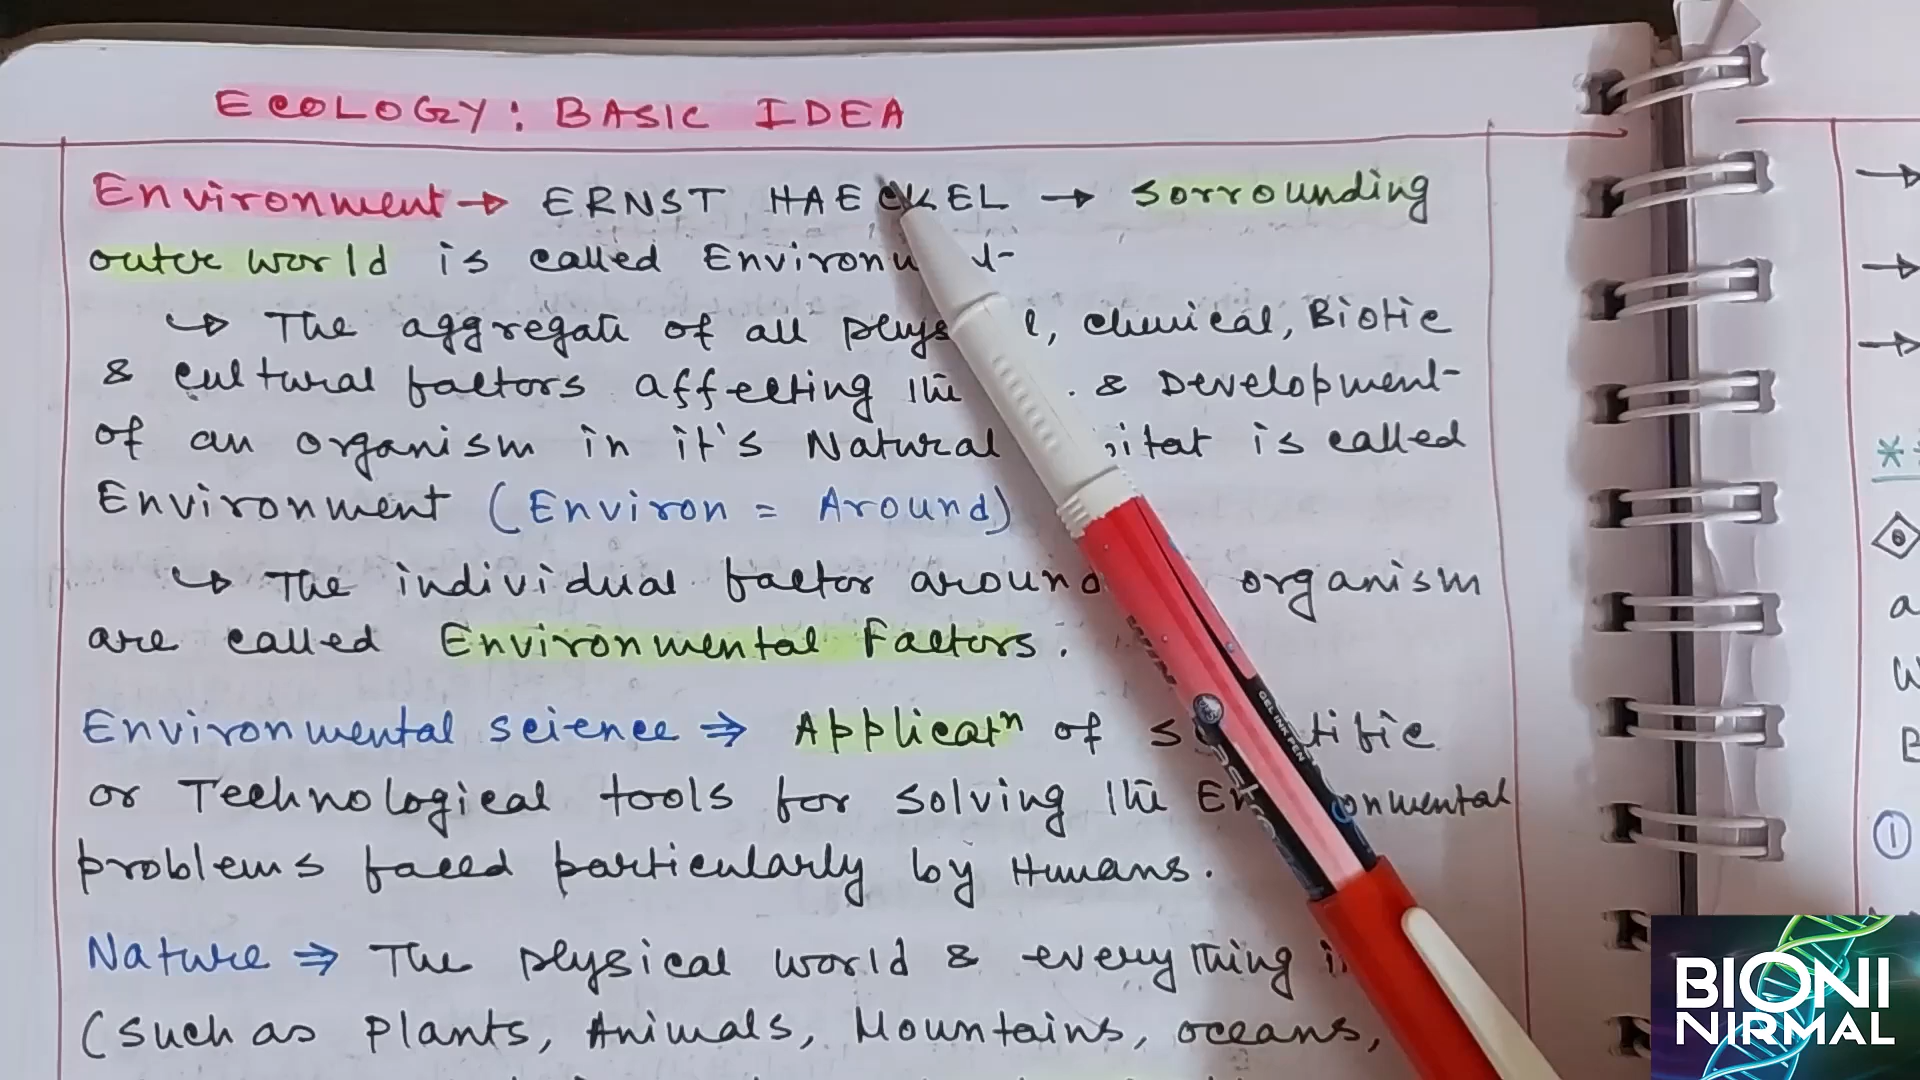 ECOLOGY: BASIC IDEA
Environment → ERNST HAECKEL → Sorrounding
outer world is called
↳ The aggregate of all chemical, Biotic
& cultural factors affecting the & Development
of an organism in it's Natural is called
Environment (Environ = Around)
↳ The individual factor around organism
are called Environmental Factors.
Environmental science ⇒ Applicatⁿ of
or Technological tools for solving the
problems faced particularly by Humans.
Nature ⇒ The physical world & everything
(such as plants, Animals, Mountains, oceans,
GEL INK PEN
BIONI
NIRMAL